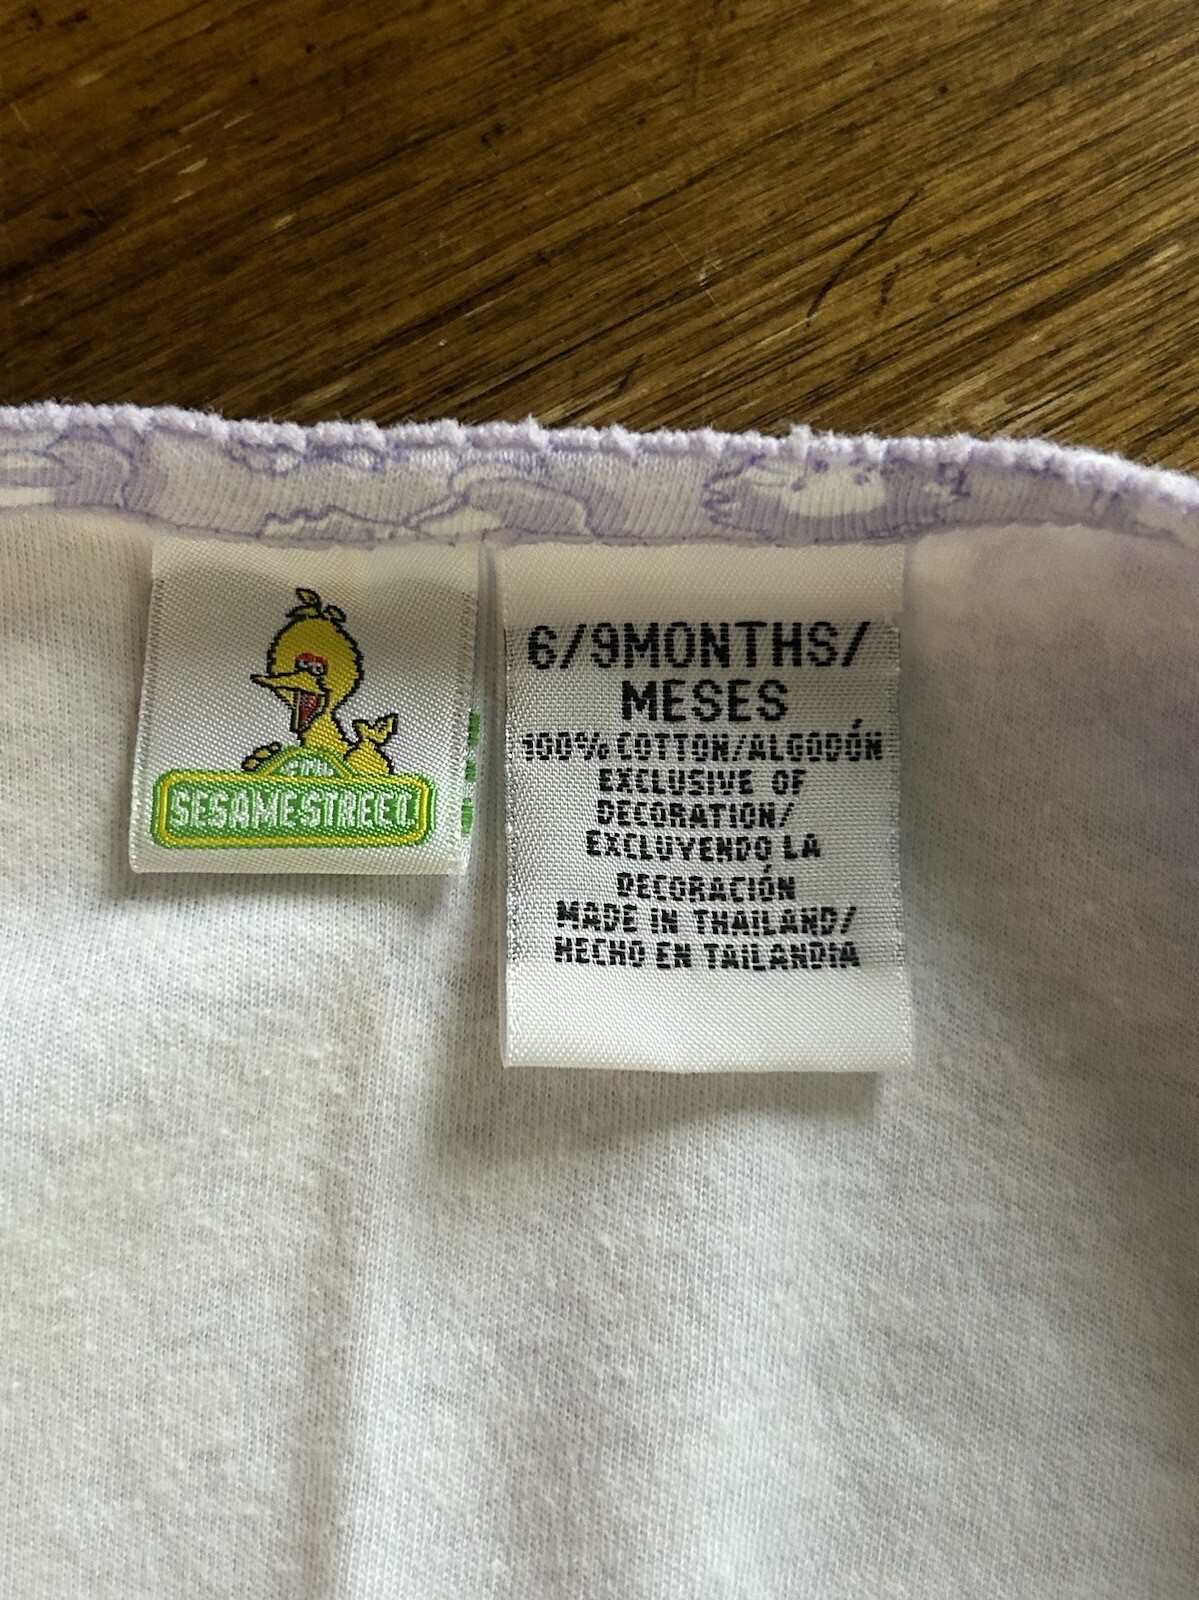 SESAME STREET
6/9MONTHS/
MESES
100% COTTON/ALGODÓN
EXCLUSIVE OF
DECORATION/
EXCLUYENDO LA
DECORACIÓN
MADE IN THAILAND/
HECHO EN TAILANDIA